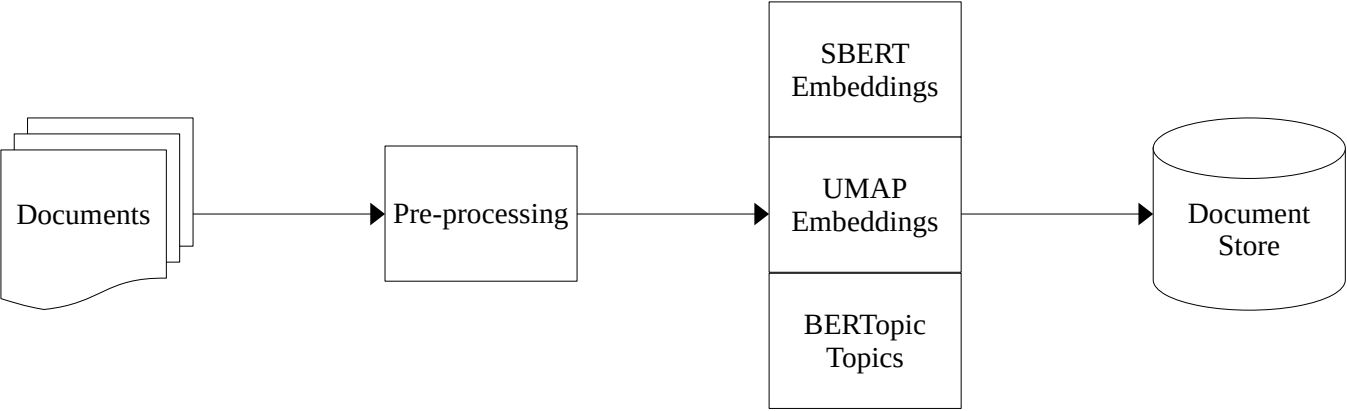 Documents
Pre-processing
SBERT
Embeddings
UMAP
Embeddings
BERTopic
Topics
Document
Store